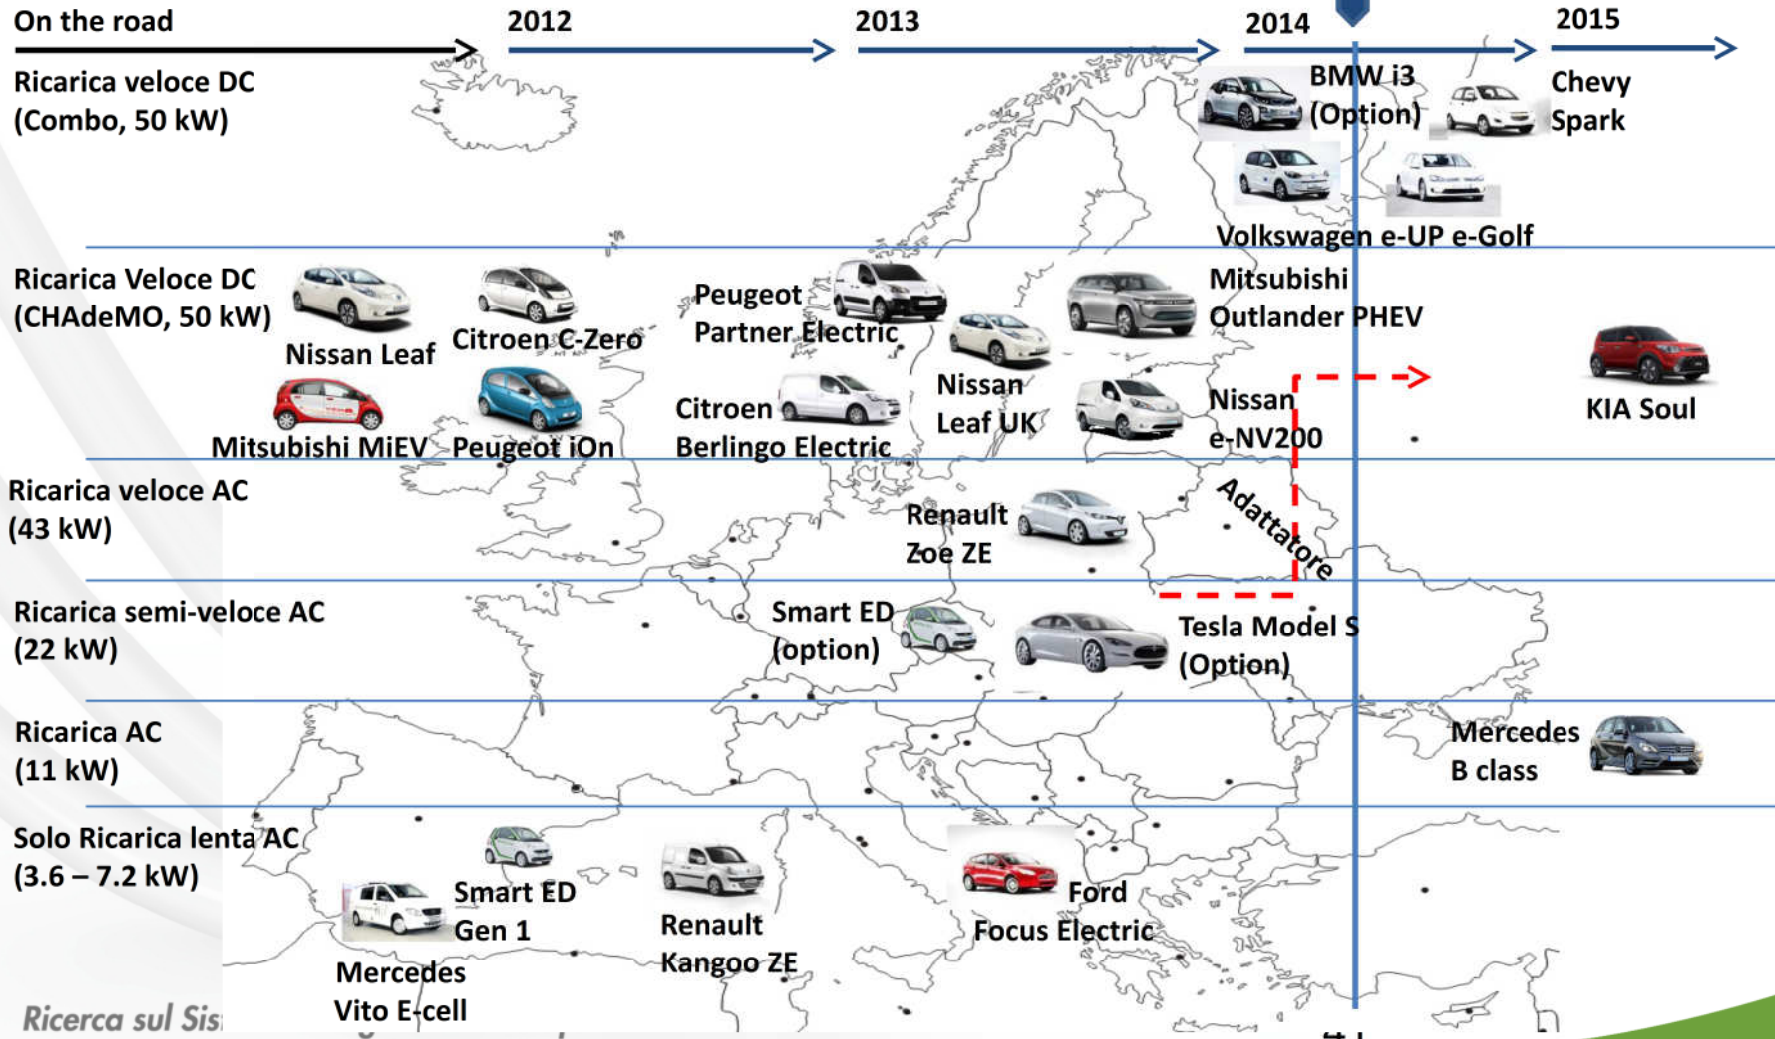 On the road
2012
2013
2014
2015
Ricarica veloce DC
(Combo, 50 kW)
BMW i3
(Option)
Chevy
Spark
Volkswagen e-UP e-Golf
Ricarica Veloce DC
(CHAdeMO, 50 kW)
Nissan Leaf
Citroen C-Zero
Peugeot
Partner Electric
Mitsubishi
Outlander PHEV
Mitsubishi MiEV
Peugeot iOn
Citroen
Berlingo Electric
Nissan
Leaf UK
Nissan
e-NV200
KIA Soul
Ricarica veloce AC
(43 kW)
Renault
Zoe ZE
Adattatore
Ricarica semi-veloce AC
(22 kW)
Smart ED
(option)
Tesla Model S
(Option)
Ricarica AC
(11 kW)
Mercedes
B class
Solo Ricarica lenta AC
(3.6 – 7.2 kW)
Mercedes
Vito E-cell
Smart ED
Gen 1
Renault
Kangoo ZE
Ford
Focus Electric
Ricerca sul